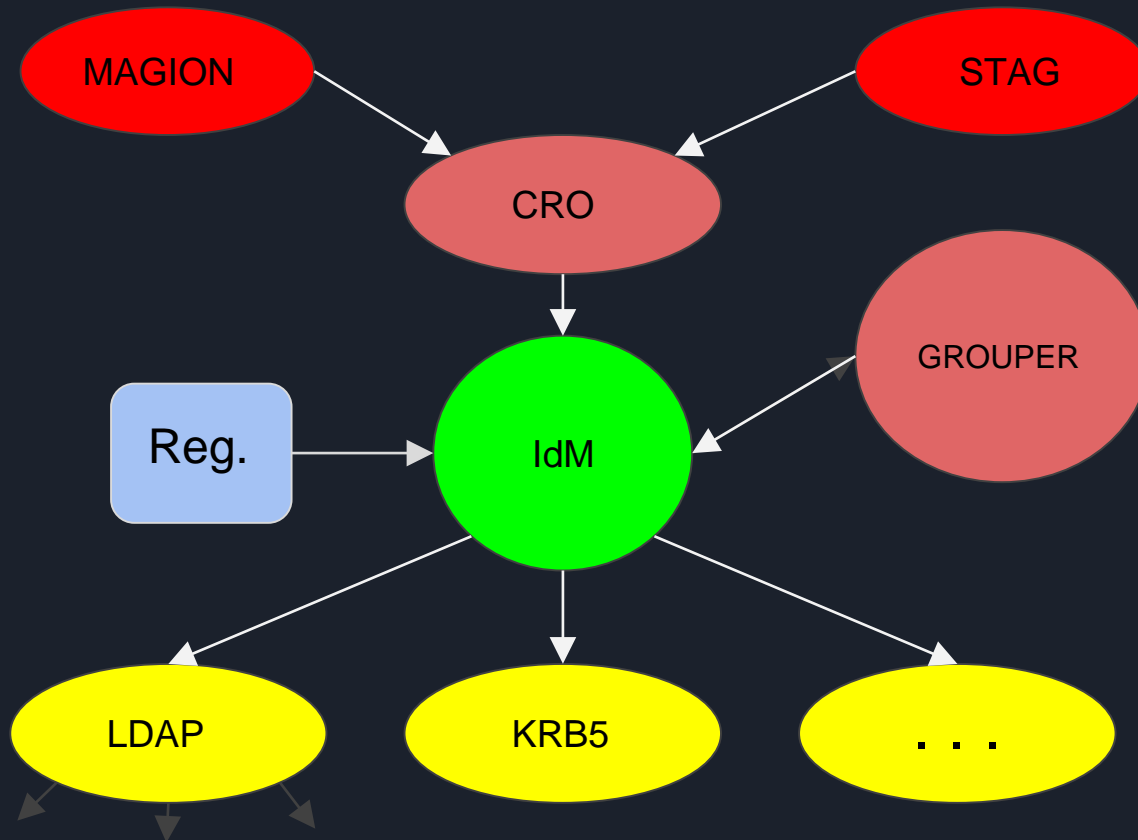 MAGION
STAG
CRO
GROUPER
Reg.
IdM
LDAP
KRB5
. . .